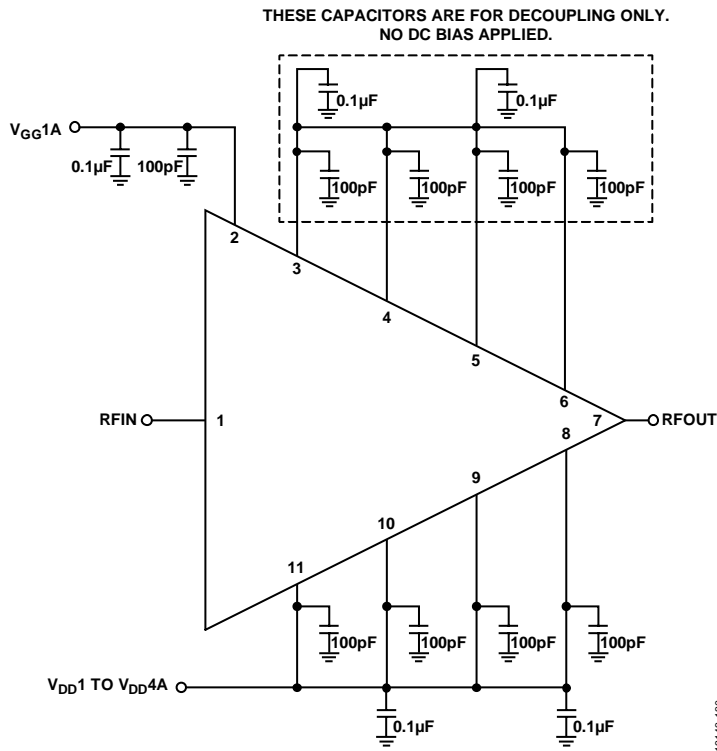 THESE CAPACITORS ARE FOR DECOUPLING ONLY.
NO DC BIAS APPLIED.
0.1µF
0.1µF
VGG1A
0.1µF
100pF
100pF
100pF
100pF
100pF
2
3
4
5
6
RFIN
1
7
RFOUT
8
9
10
11
100pF
100pF
100pF
100pF
VDD1 TO VDD4A
0.1µF
0.1µF